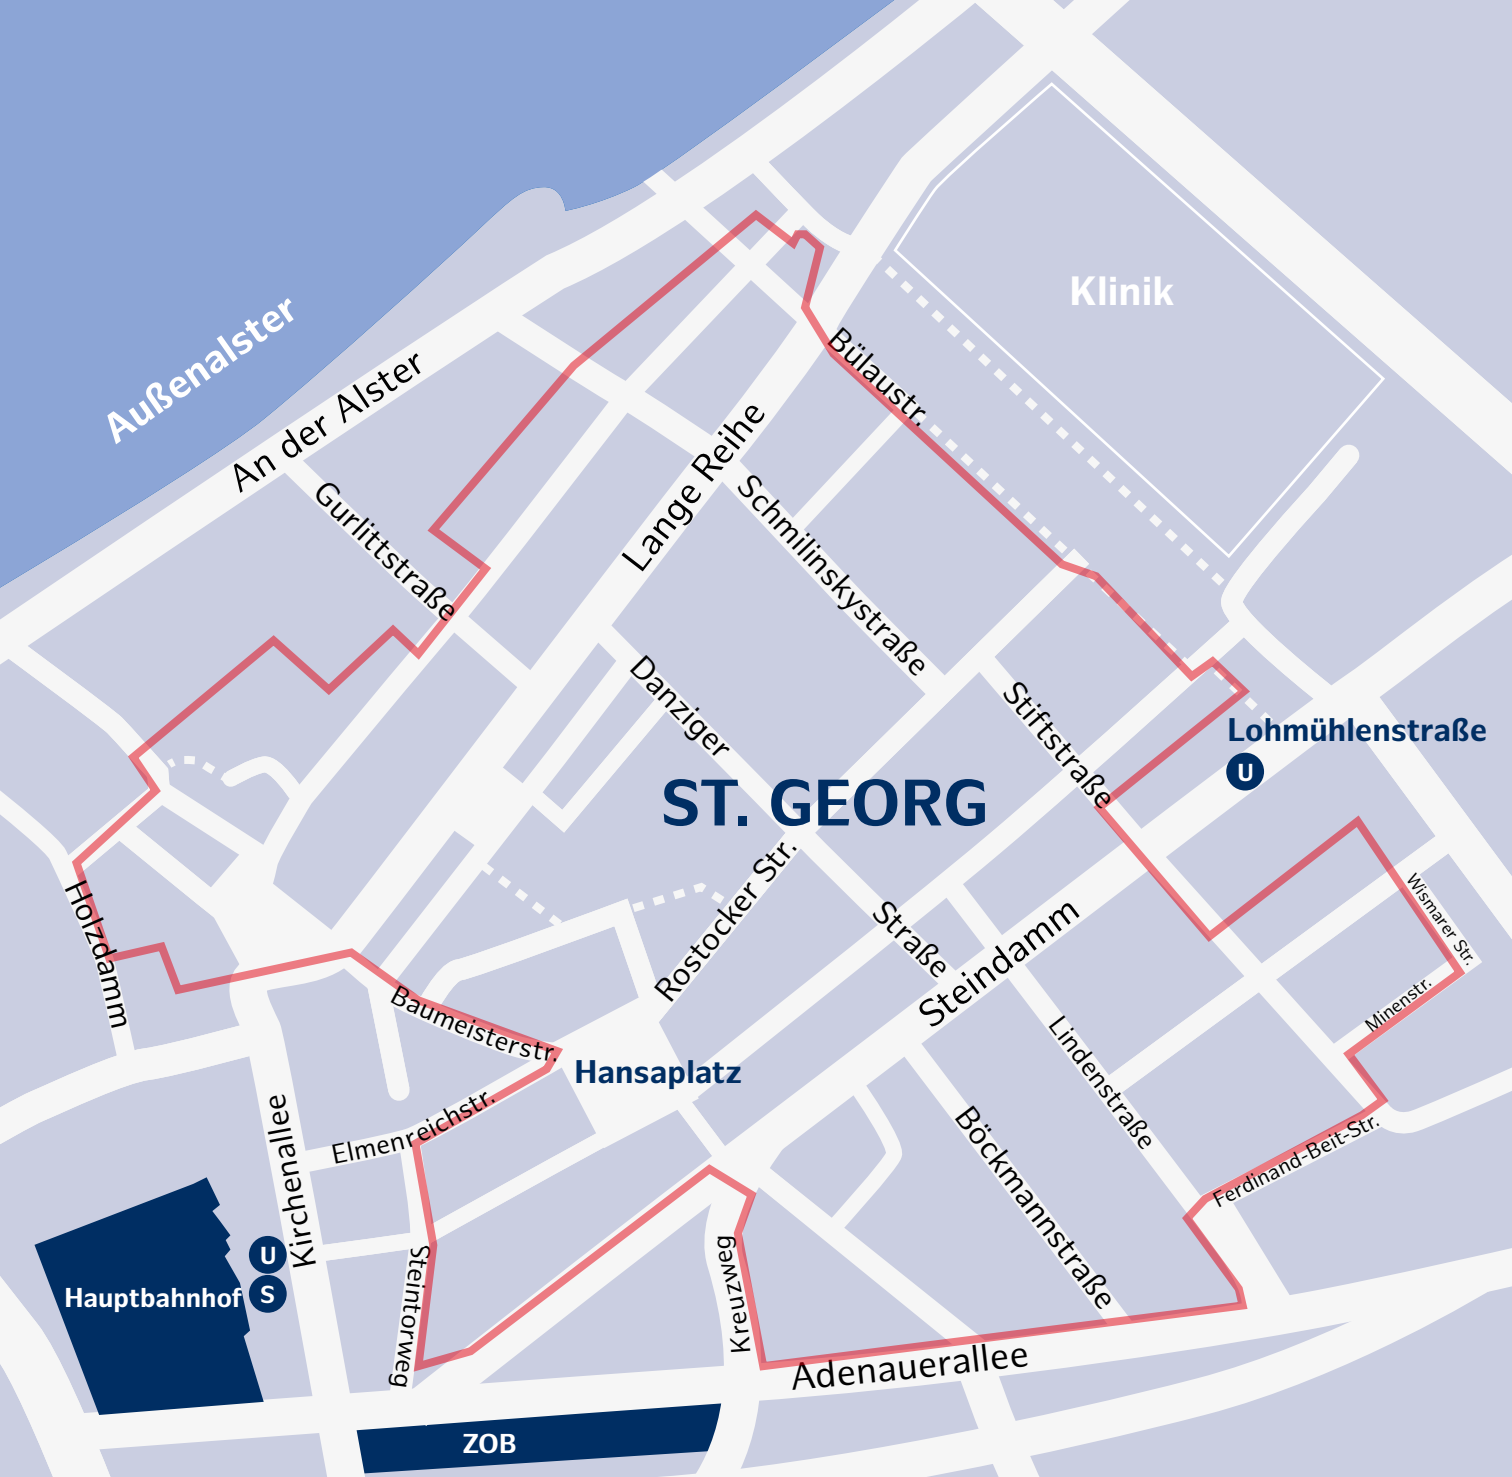 Klinik
Außenalster
An der Alster
Bülaustr.
Lange Reihe
Gurlittstraße
Schmilinskystraße
Danziger
Stiftstraße
Lohmühlenstraße
U
ST. GEORG
Rostocker Str.
Straße
Steindamm
Wismarer Str.
Minenstr.
Holzdamm
Baumeisterstr.
Hansaplatz
Lindenstraße
Elmenreichstr.
Kirchenallee
Böckmannstraße
Ferdinand-Beit-Str.
U
Hauptbahnhof
S
Steintorweg
Kreuzweg
Adenauerallee
ZOB